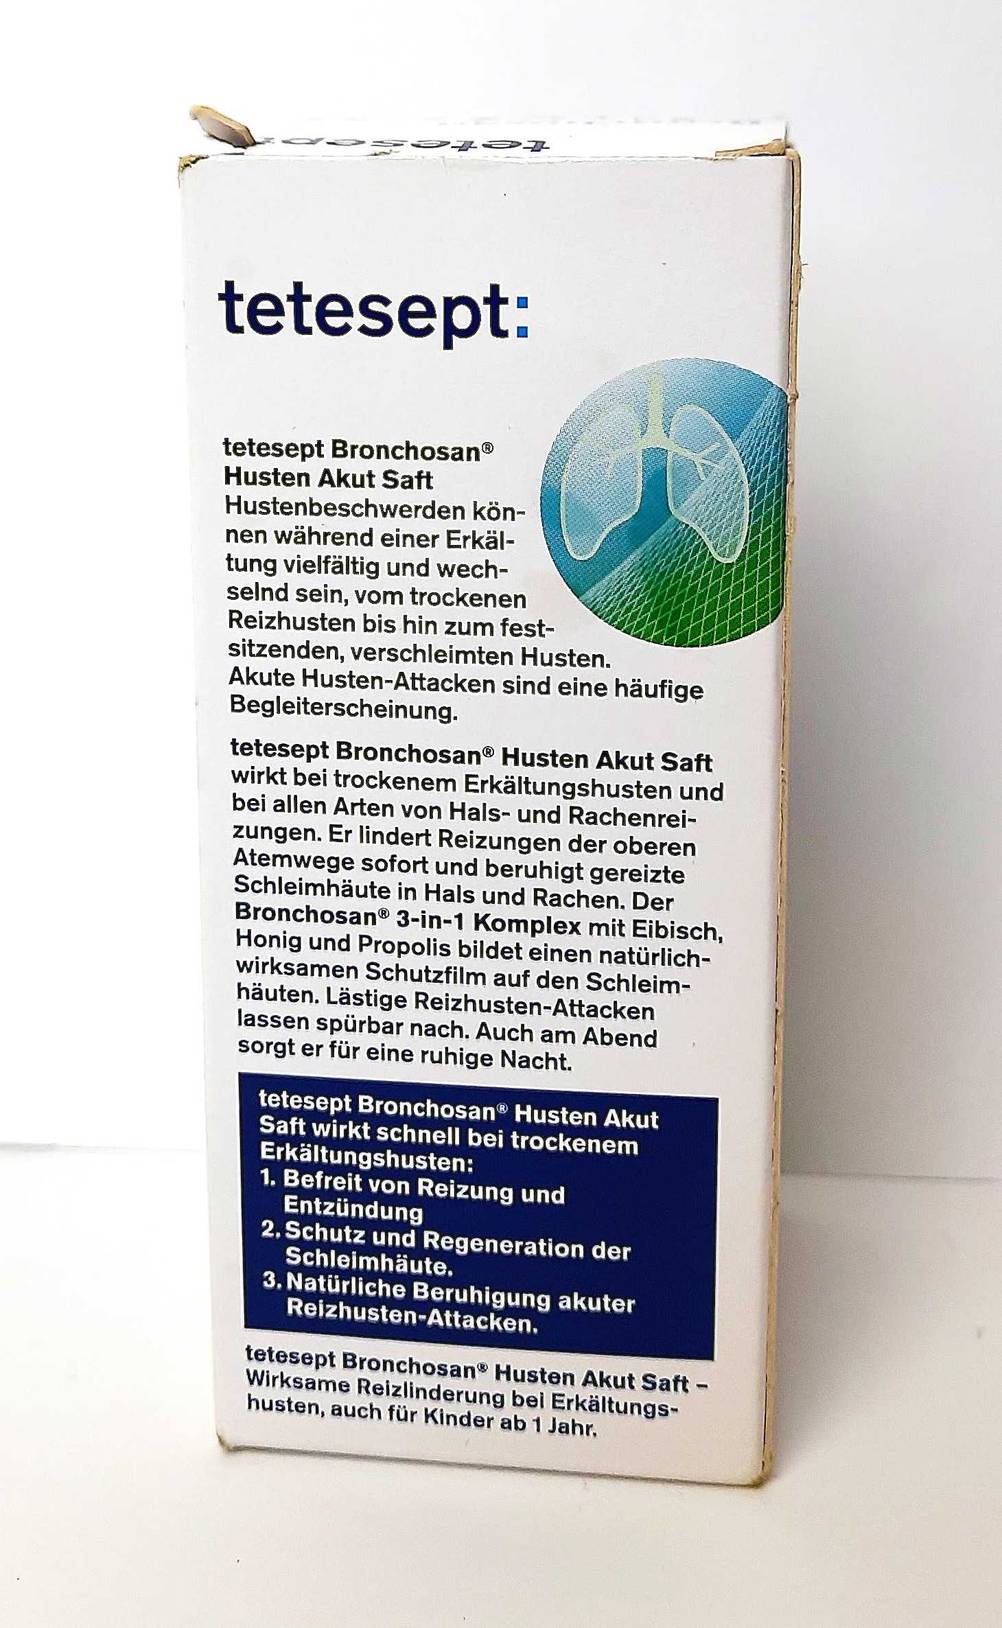 tetesept
tetesept:
tetesept Bronchosan®
Husten Akut Saft
Hustenbeschwerden kön-
nen während einer Erkäl-
tung vielfältig und wech-
selnd sein, vom trockenen
Reizhusten bis hin zum fest-
sitzenden, verschleimten Husten.
Akute Husten-Attacken sind eine häufige
Begleiterscheinung.
tetesept Bronchosan® Husten Akut Saft
wirkt bei trockenem Erkältungshusten und
bei allen Arten von Hals- und Rachenrei-
zungen. Er lindert Reizungen der oberen
Atemwege sofort und beruhigt gereizte
Schleimhäute in Hals und Rachen. Der
Bronchosan® 3-in-1 Komplex mit Eibisch,
Honig und Propolis bildet einen natürlich-
wirksamen Schutzfilm auf den Schleim-
häuten. Lästige Reizhusten-Attacken
lassen spürbar nach. Auch am Abend
sorgt er für eine ruhige Nacht.
tetesept Bronchosan® Husten Akut
Saft wirkt schnell bei trockenem
Erkältungshusten:
1. Befreit von Reizung und
Entzündung
2. Schutz und Regeneration der
Schleimhäute.
3. Natürliche Beruhigung akuter
Reizhusten-Attacken.
tetesept Bronchosan® Husten Akut Saft –
Wirksame Reizlinderung bei Erkältungs-
husten, auch für Kinder ab 1 Jahr.